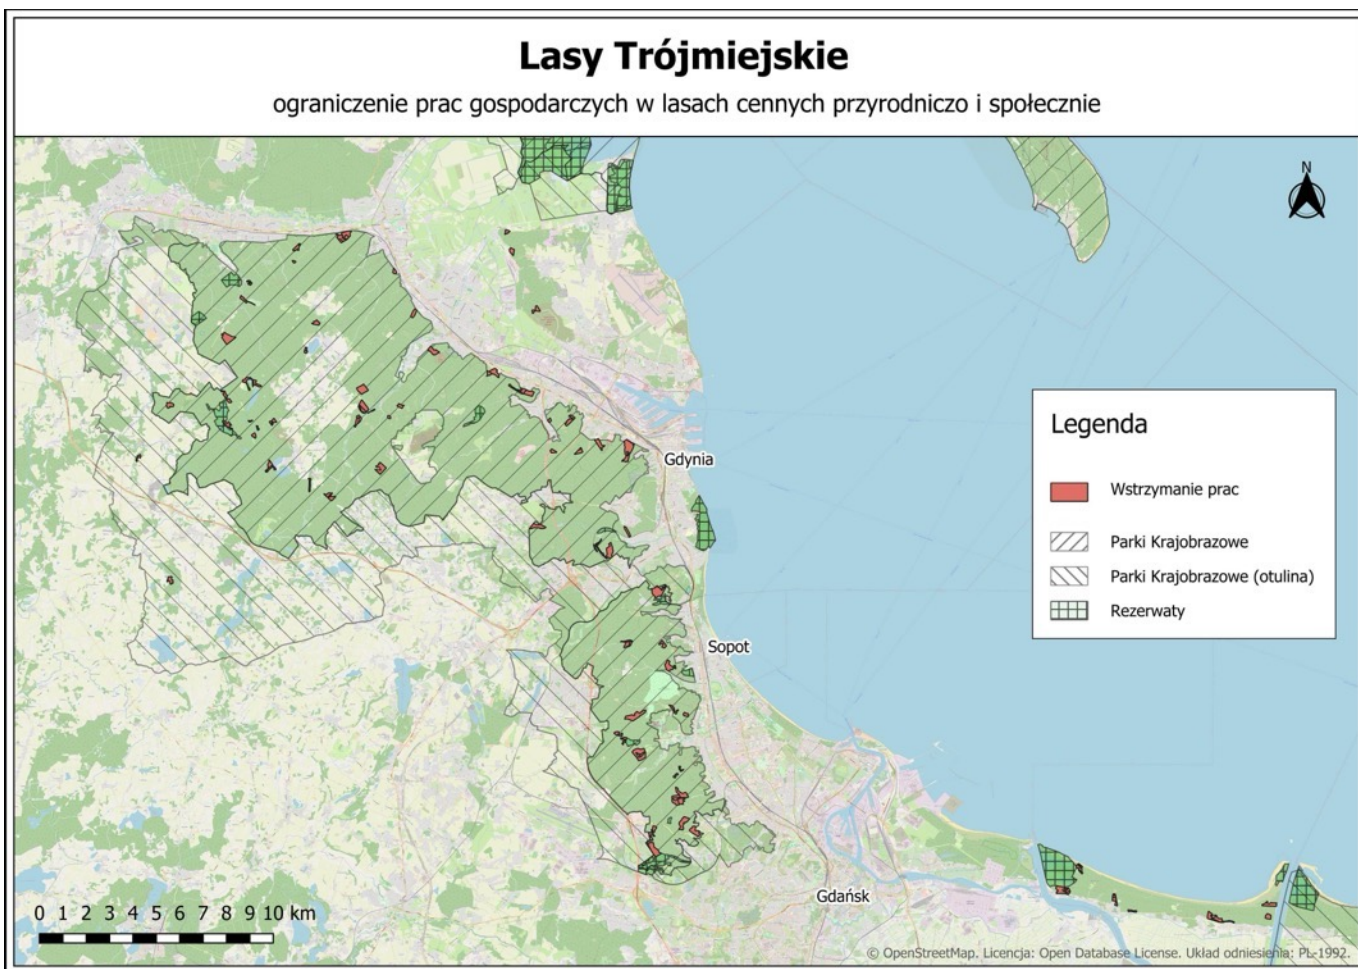 Lasy Trójmiejskie
ograniczenie prac gospodarczych w lasach cennych przyrodniczo i społecznie
N
Legenda
Wstrzymanie prac
Parki Krajobrazowe
Parki Krajobrazowe (otulina)
Rezerwaty
Gdynia
Sopot
Gdańsk
0 1 2 3 4 5 6 7 8 9 10 km
© OpenStreetMap. Licencja: Open Database License. Układ odniesienia: PL-1992.